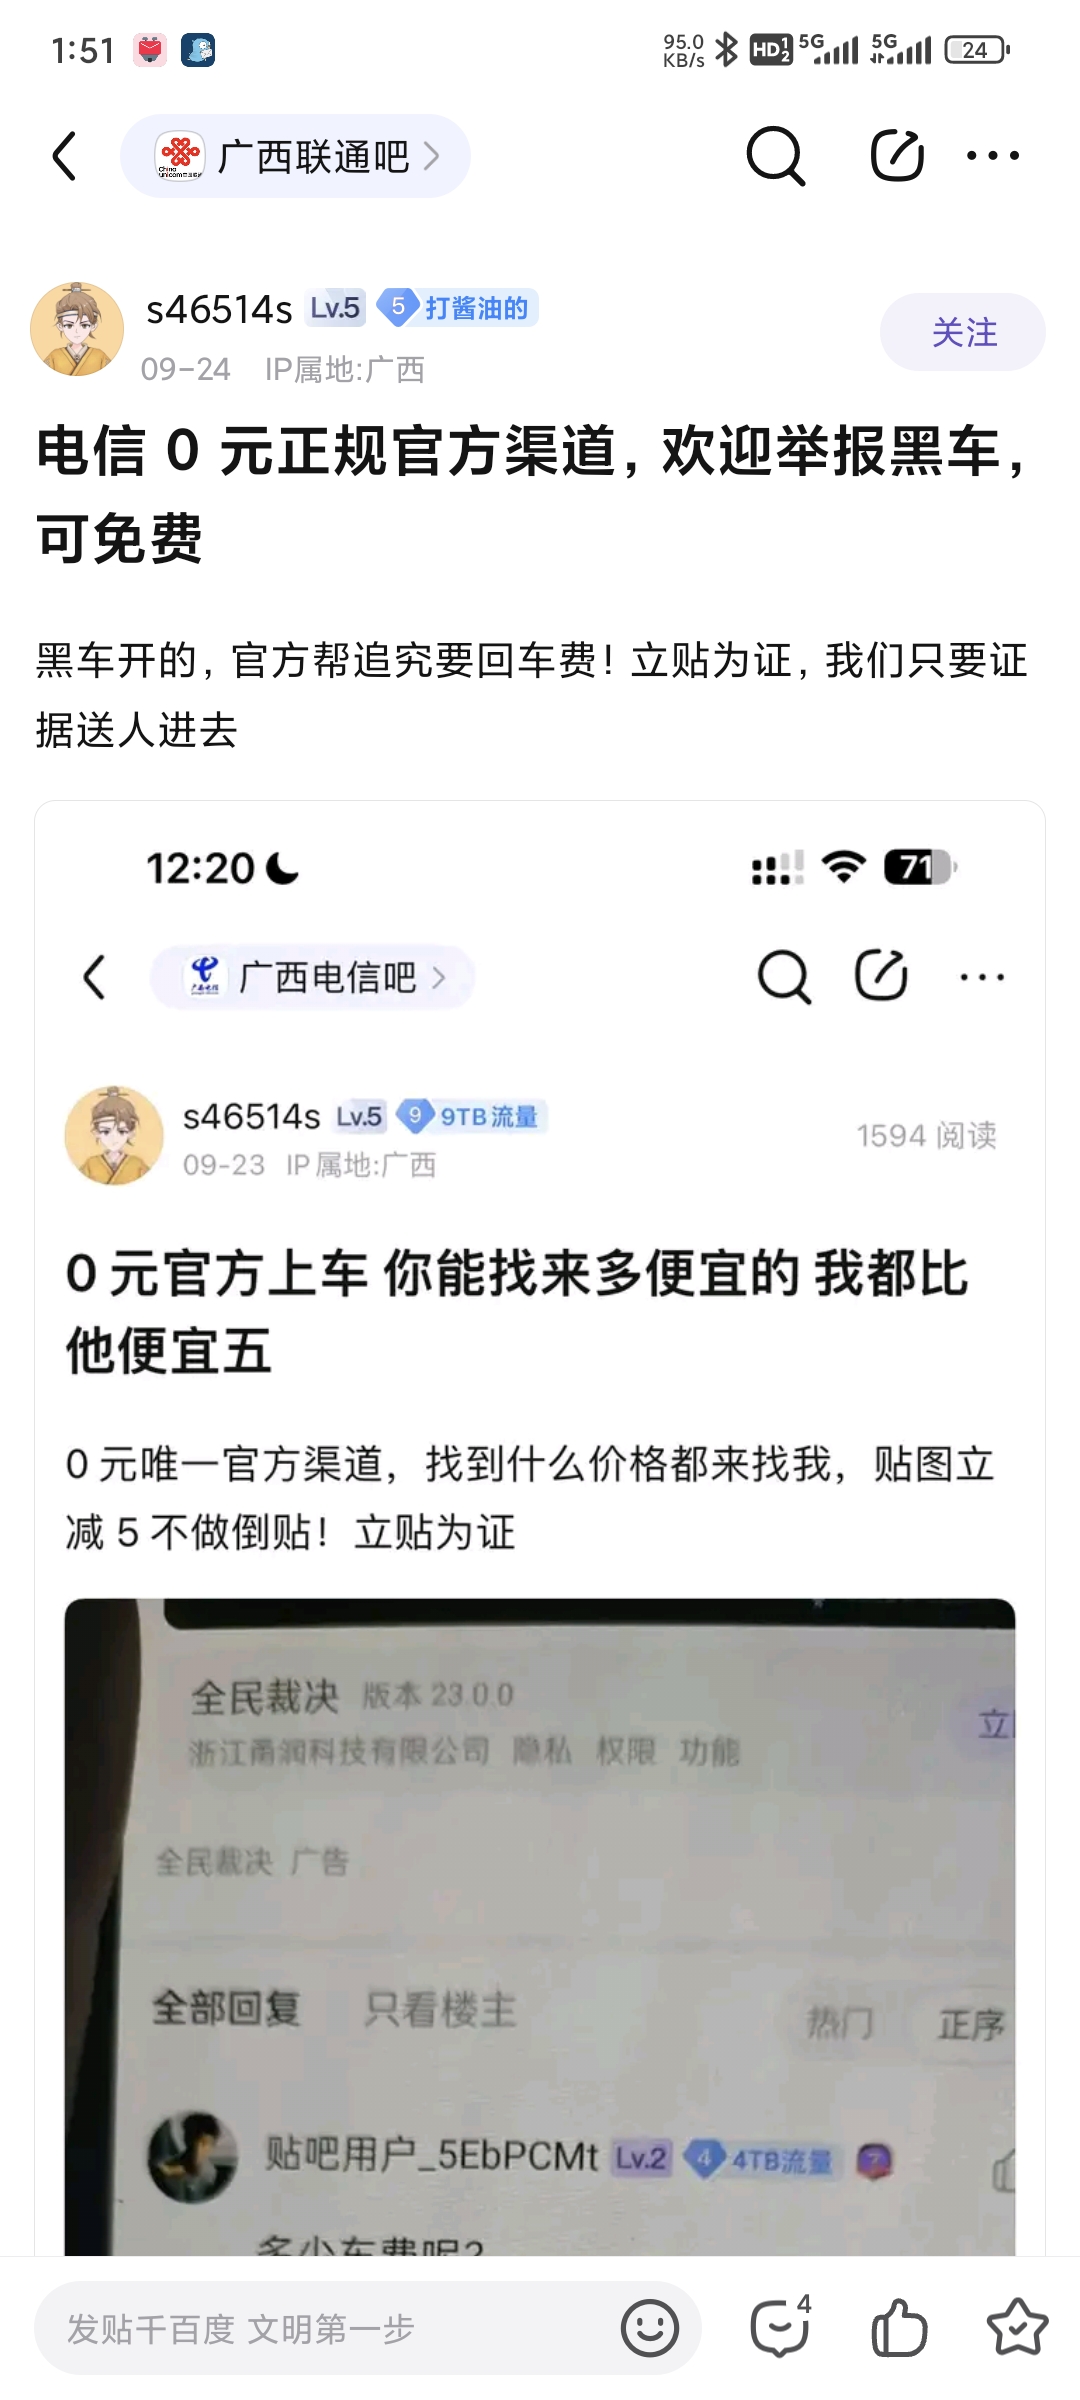 1:51
95.0
KB/s
HD 1 2
5G
5G
24
广西联通吧
s46514s Lv.5 5 打酱油的
09-24 IP属地:广西
关注
电信 0 元正规官方渠道，欢迎举报黑车，
可免费
黑车开的，官方帮追究要回车费！立贴为证，我们只要证
据送人进去
12:20
71
广西电信吧
s46514s Lv.5 9 9TB流量
09-23 IP属地:广西
1594 阅读
0 元官方上车 你能找来多便宜的 我都比
他便宜五
0 元唯一官方渠道，找到什么价格都来找我，贴图立
减 5 不做倒贴！立贴为证
全民裁决 版本 23.0.0
浙江甬润科技有限公司 隐私 权限 功能
立
全民裁决 广告
全部回复 只看楼主
热门 正序
贴吧用户_5EbPCMt Lv.2 4 4TB流量
多少车费呢?
发贴千百度 文明第一步
4